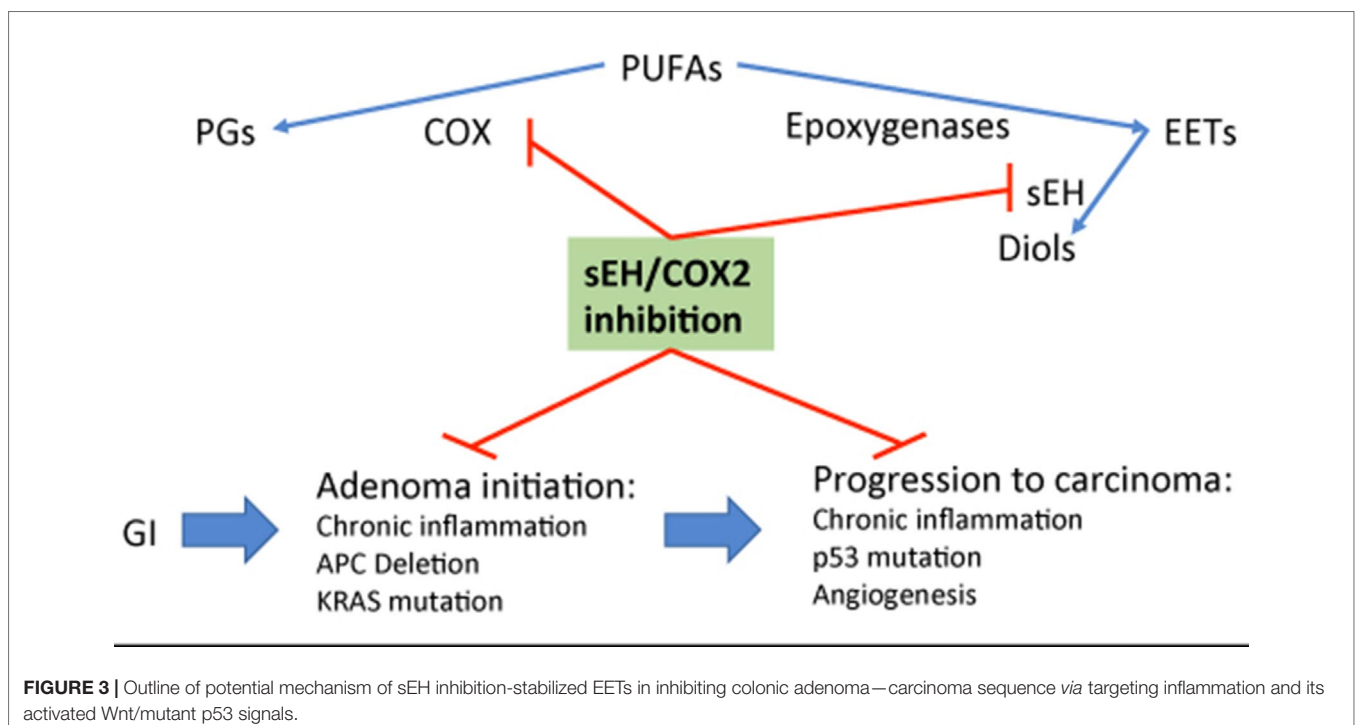 PUFAs
PGs
COX
Epoxygenases
EETs
sEH
Diols
sEH/COX2
inhibition
GI
Adenoma initiation:
Chronic inflammation
APC Deletion
KRAS mutation
Progression to carcinoma:
Chronic inflammation
p53 mutation
Angiogenesis
FIGURE 3 | Outline of potential mechanism of sEH inhibition-stabilized EETs in inhibiting colonic adenoma—carcinoma sequence via targeting inflammation and its
activated Wnt/mutant p53 signals.